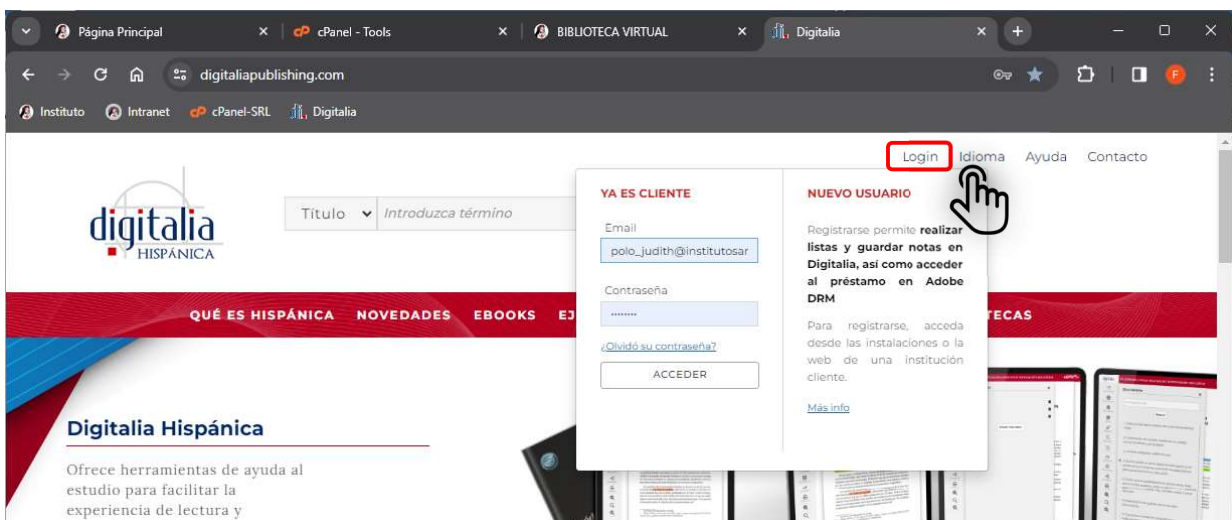 Página Principal
cPanel - Tools
BIBLIOTECA VIRTUAL
Digitalia
digitaliapublishing.com
F
Instituto
Intranet
cPanel-SRL
Digitalia
Login
Idioma
Ayuda
Contacto
digitalia
HISPÁNICA
Título
Introduzca término
YA ES CLIENTE
Email
polo_judith@institutosar
Contraseña
········
¿Olvidó su contraseña?
ACCEDER
NUEVO USUARIO
Registrarse permite realizar
listas y guardar notas en
Digitalia, así como acceder
al préstamo en Adobe
DRM
Para registrarse, acceda
desde las instalaciones o la
web de una institución
cliente.
Más info
QUÉ ES HISPÁNICA NOVEDADES EBOOKS EJ
TECAS
Digitalia Hispánica
Ofrece herramientas de ayuda al
estudio para facilitar la
experiencia de lectura y